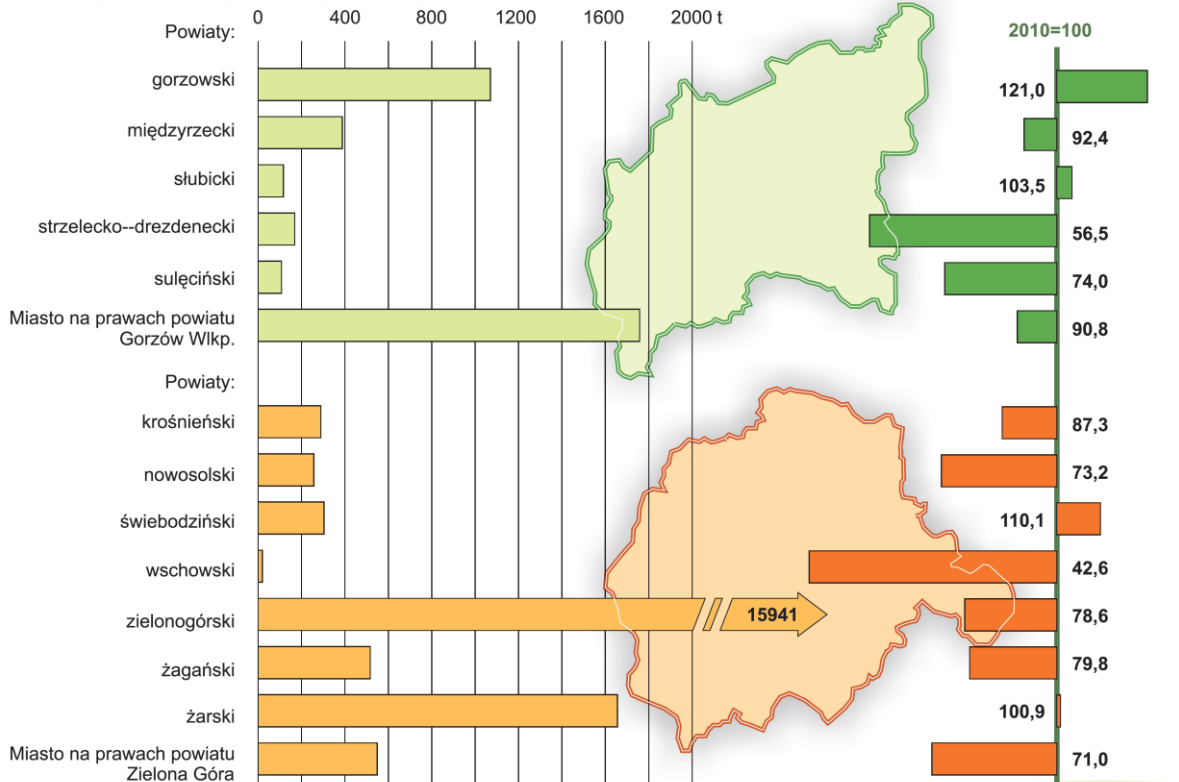 0 400 800 1200 1600 2000 t
Powiaty:
2010=100
gorzowski 121,0
międzyrzecki 92,4
słubicki 103,5
strzelecko--drezdenecki 56,5
sulęciński 74,0
Miasto na prawach powiatu
Gorzów Wlkp. 90,8
Powiaty:
krośnieński 87,3
nowosolski 73,2
świebodziński 110,1
wschowski 42,6
zielonogórski 15941 78,6
żagański 79,8
żarski 100,9
Miasto na prawach powiatu
Zielona Góra 71,0